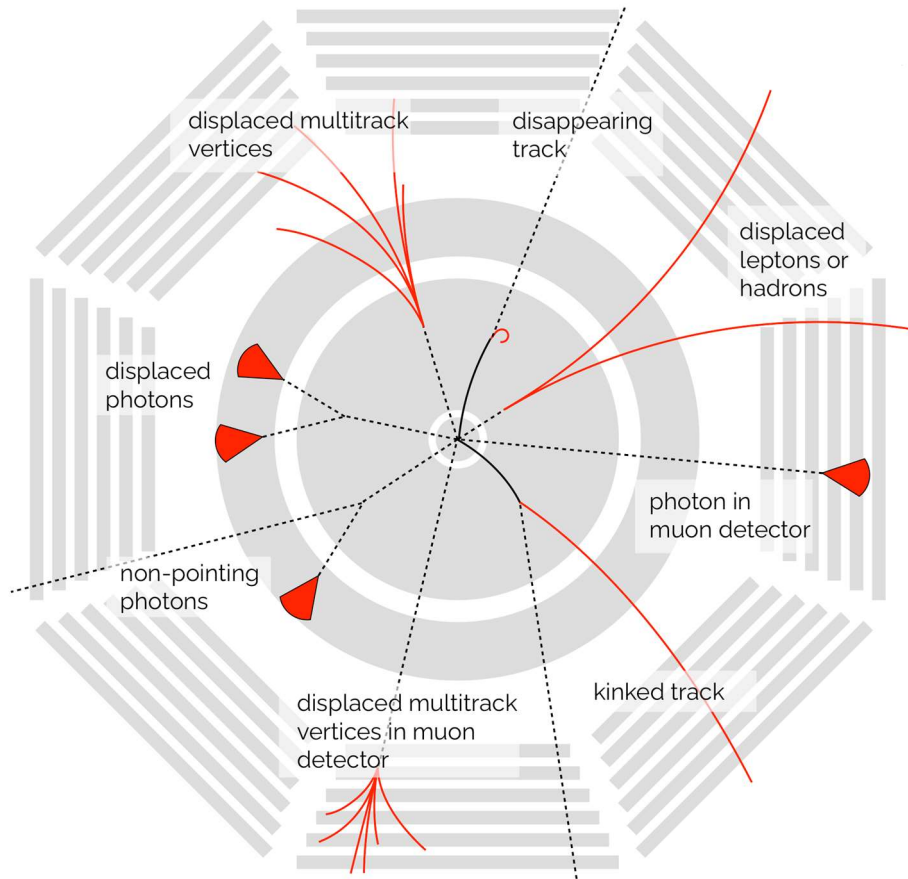 displaced multitrack
vertices
disappearing
track
displaced
leptons or
hadrons
displaced
photons
photon in
muon detector
non-pointing
photons
kinked track
displaced multitrack
vertices in muon
detector